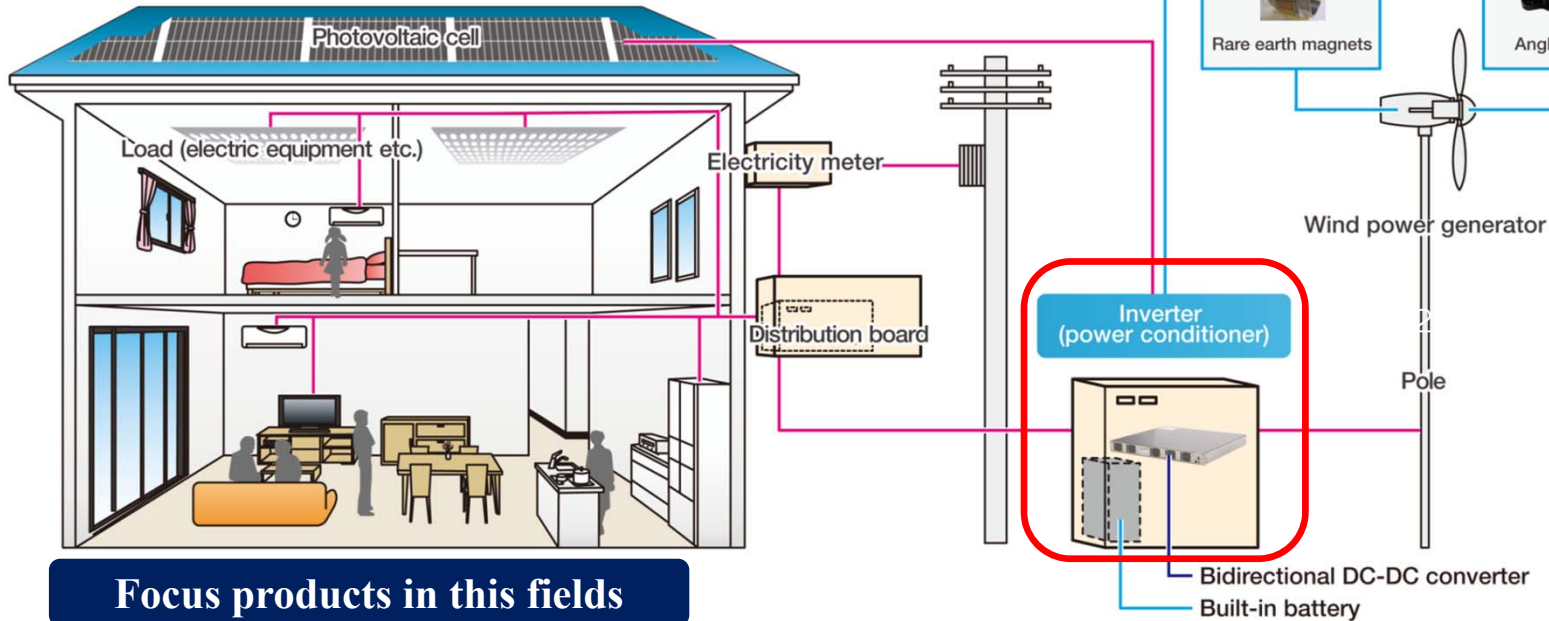 Photovoltaic cell
Rare earth magnets
Load (electric equipment etc.)
Electricity meter
Wind power generator
Distribution board
Inverter
(power conditioner)
2
Pole
Bidirectional DC-DC converter
Built-in battery
Focus products in this fields